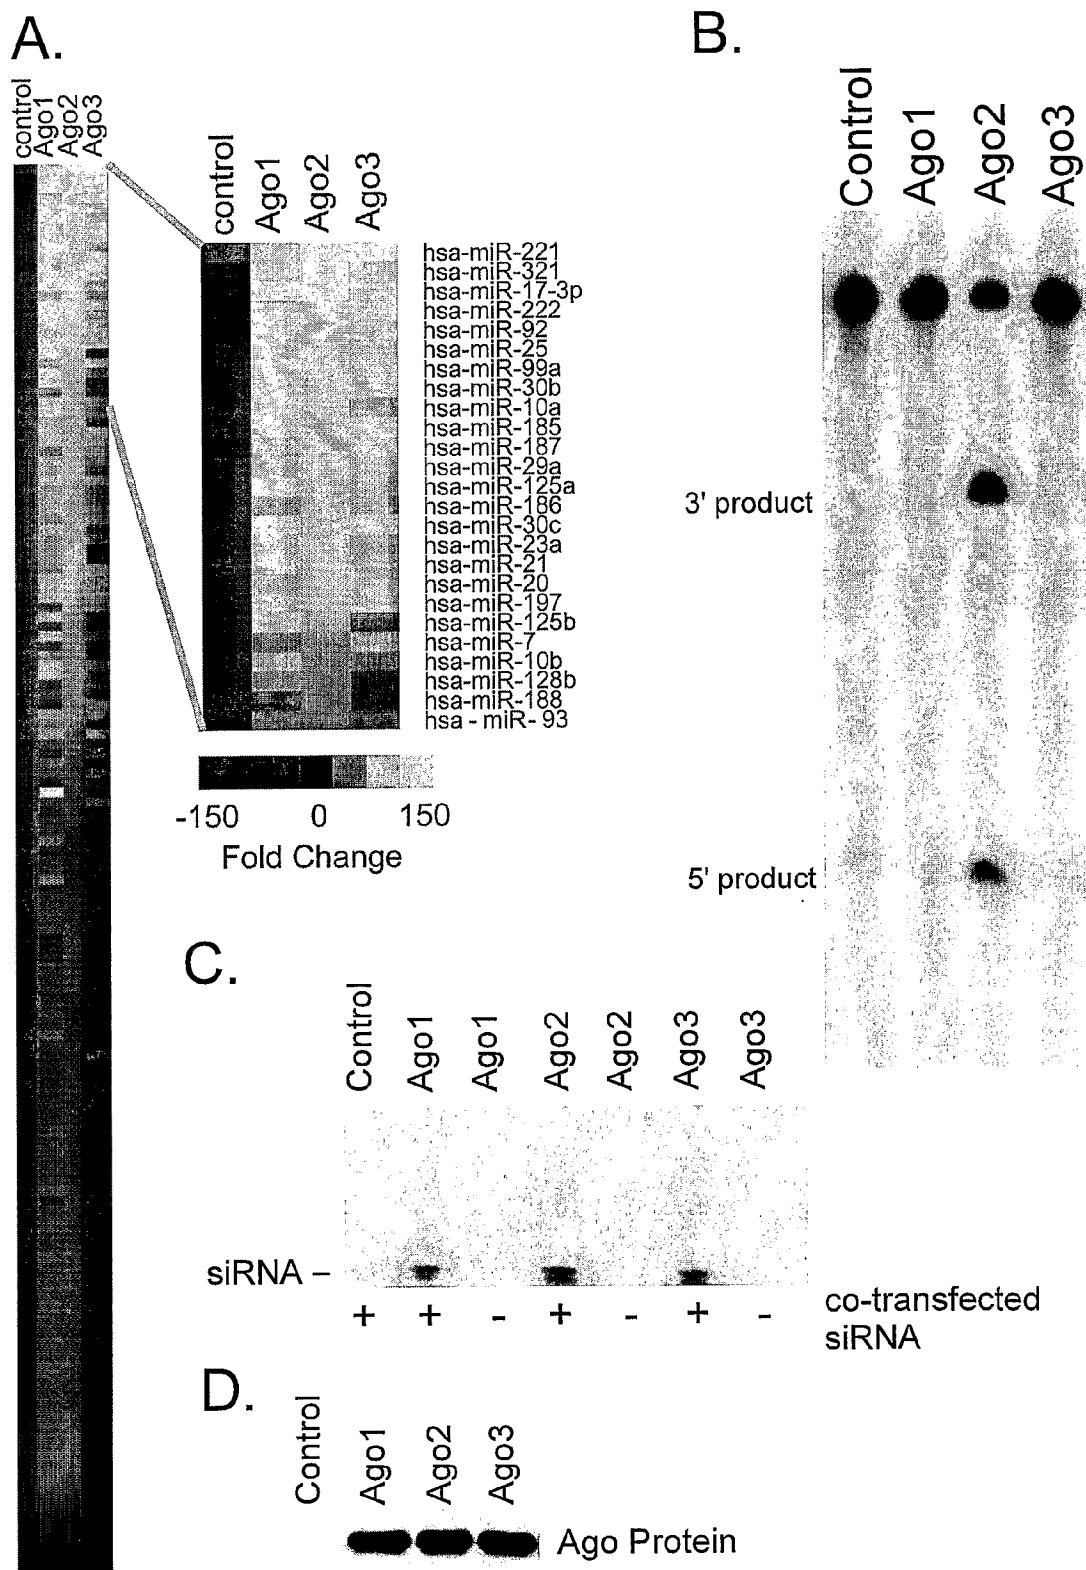 A.
control
Ago1
Ago2
Ago3
control
Ago1
Ago2
Ago3
hsa-miR-221
hsa-miR-321
hsa-miR-17-3p
hsa-miR-222
hsa-miR-92
hsa-miR-25
hsa-miR-99a
hsa-miR-30b
hsa-miR-10a
hsa-miR-185
hsa-miR-187
hsa-miR-29a
hsa-miR-125a
hsa-miR-186
hsa-miR-30c
hsa-miR-23a
hsa-miR-21
hsa-miR-20
hsa-miR-197
hsa-miR-125b
hsa-miR-7
hsa-miR-10b
hsa-miR-128b
hsa-miR-188
hsa - miR- 93
-150 0 150
Fold Change
B.
Control
Ago1
Ago2
Ago3
3' product
5' product
C.
Control
Ago1
Ago1
Ago2
Ago2
Ago3
Ago3
siRNA –
+ + - + - + -
co-transfected
siRNA
D.
Control
Ago1
Ago2
Ago3
Ago Protein